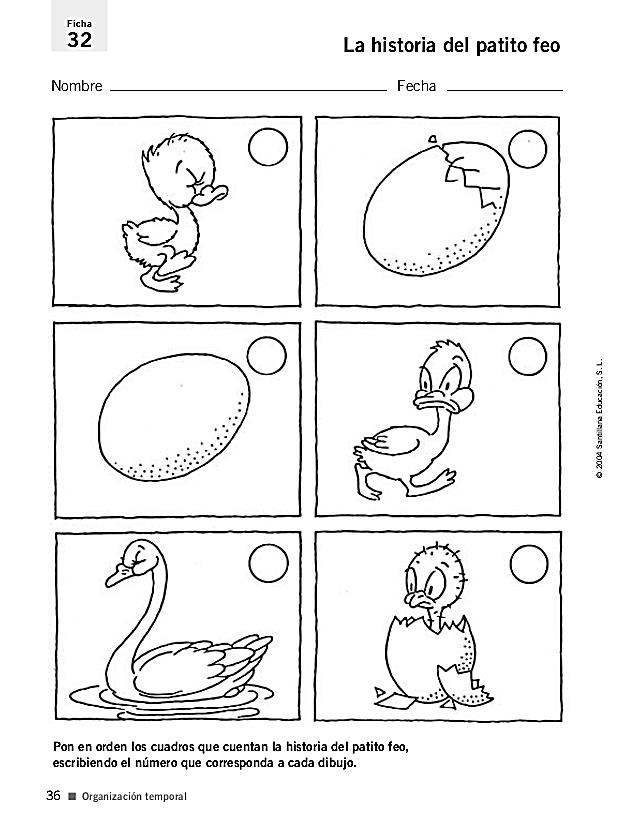 Ficha
32
La historia del patito feo
Nombre
Fecha
© 2004 Santillana Educación, S. L.
Pon en orden los cuadros que cuentan la historia del patito feo,
escribiendo el número que corresponda a cada dibujo.
36 ■ Organización temporal